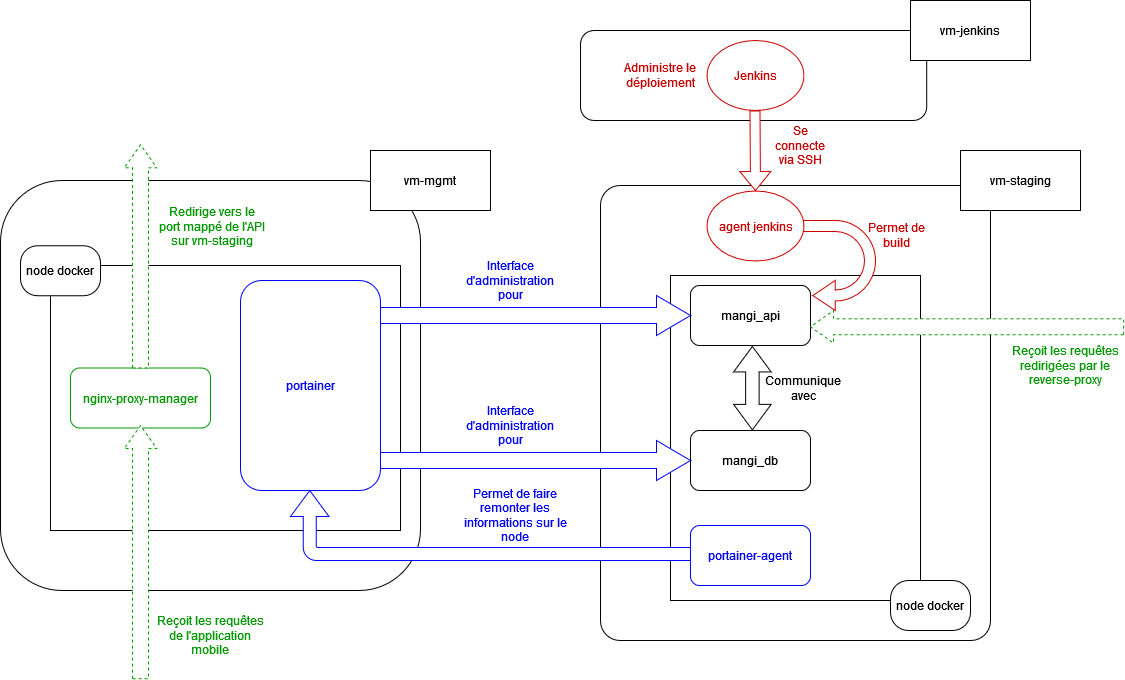 vm-jenkins
Administre le
déploiement
Jenkins
Se
connecte
via SSH
vm-mgmt
vm-staging
Redirige vers le
port mappé de l'API
sur vm-staging
agent jenkins
Permet de
build
node docker
Interface
d'administration
pour
mangi_api
Reçoit les requêtes
redirigées par le
reverse-proxy
portainer
nginx-proxy-manager
Communique
avec
Interface
d'administration
pour
mangi_db
Permet de faire
remonter les
informations sur le
node
portainer-agent
node docker
Reçoît les requêtes
de l'application
mobile